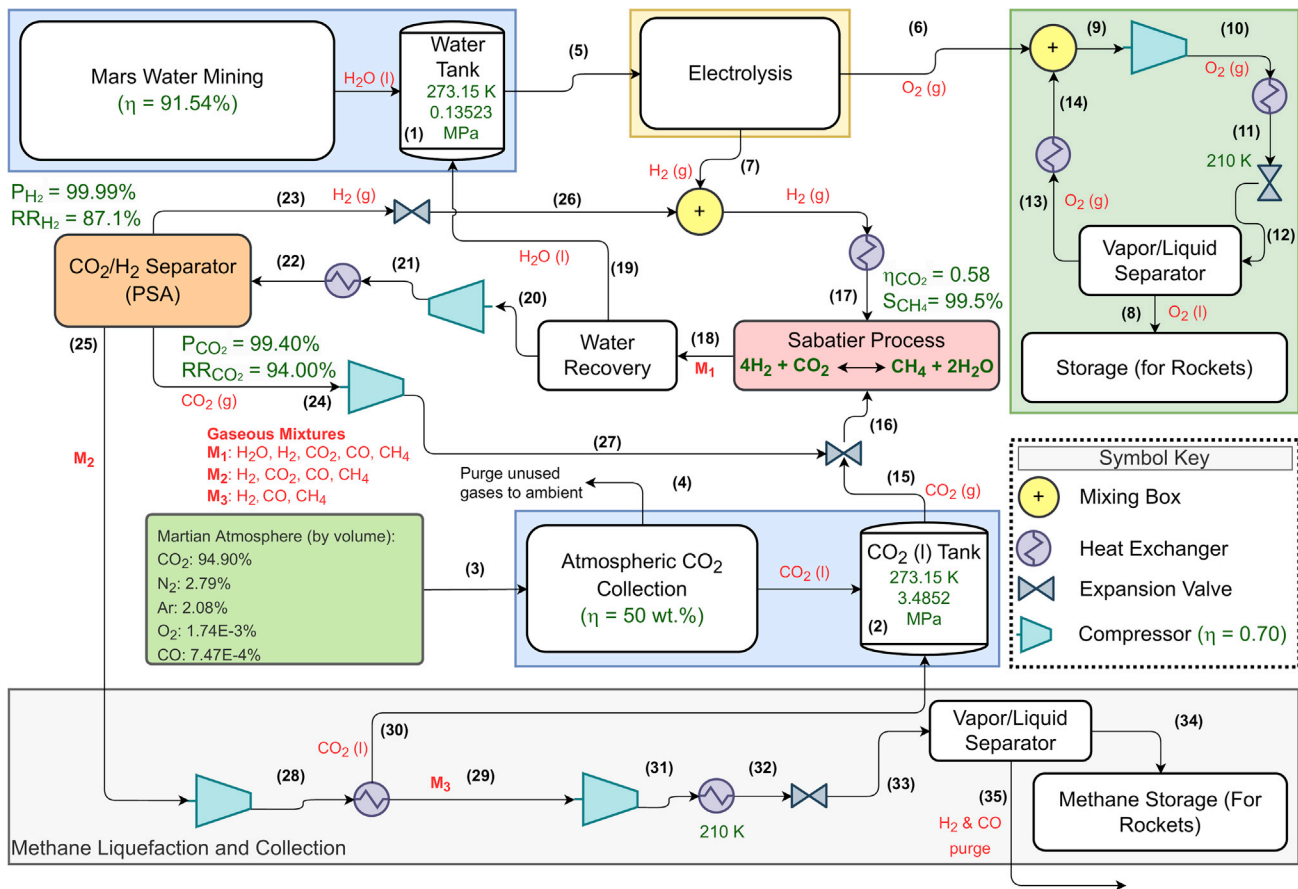 Mars Water Mining
(η = 91.54%)
H₂O (l)
Water
Tank
273.15 K
0.13523
MPa
(1)
(5)
Electrolysis
(6)
O₂ (g)
(7)
H₂ (g)
+
(9)
(10)
O₂ (g)
(14)
(11)
210 K
(13)
O₂ (g)
(12)
Vapor/Liquid
Separator
(8)
O₂ (l)
Storage (for Rockets)
P_H₂ = 99.99%
RR_H₂ = 87.1%
(23)
H₂ (g)
(26)
+
H₂ (g)
CO₂/H₂ Separator
(PSA)
(22)
(21)
H₂O (l)
(19)
(20)
(17)
η_CO₂ = 0.58
S_CH₄ = 99.5%
Water
Recovery
(18)
M₁
Sabatier Process
4H₂ + CO₂ ⟷ CH₄ + 2H₂O
(25)
P_CO₂ = 99.40%
RR_CO₂ = 94.00%
CO₂ (g)
(24)
(27)
(16)
Gaseous Mixtures
M₁: H₂O, H₂, CO₂, CO, CH₄
M₂: H₂, CO₂, CO, CH₄
M₃: H₂, CO, CH₄
M₂
Purge unused
gases to ambient
(4)
(15)
CO₂ (g)
Martian Atmosphere (by volume):
CO₂: 94.90%
N₂: 2.79%
Ar: 2.08%
O₂: 1.74E-3%
CO: 7.47E-4%
(3)
Atmospheric CO₂
Collection
(η = 50 wt.%)
CO₂ (l)
CO₂ (l) Tank
273.15 K
3.4852
MPa
(2)
Symbol Key
+
Mixing Box
Heat Exchanger
Expansion Valve
Compressor (η = 0.70)
(30)
CO₂ (l)
(28)
M₃
(29)
(31)
(32)
210 K
(33)
Vapor/Liquid
Separator
(34)
(35)
H₂ & CO
purge
Methane Storage (For
Rockets)
Methane Liquefaction and Collection